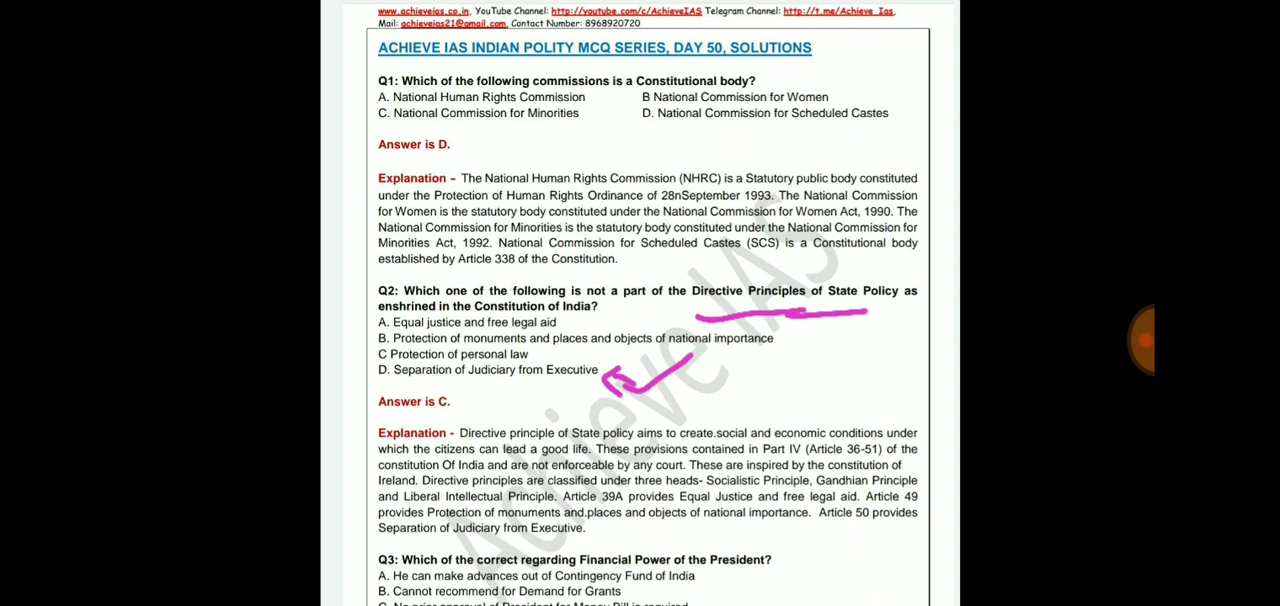 www.achieveias.co.in, YouTube Channel: http://youtube.com/c/AchieveIAS Telegram Channel: http://t.me/Achieve_Ias,
Mail: achieveias21@gmail.com, Contact Number: 8968920720
ACHIEVE IAS INDIAN POLITY MCQ SERIES, DAY 50, SOLUTIONS
Q1: Which of the following commissions is a Constitutional body?
A. National Human Rights Commission B National Commission for Women
C. National Commission for Minorities D. National Commission for Scheduled Castes
Answer is D.
Explanation - The National Human Rights Commission (NHRC) is a Statutory public body constituted
under the Protection of Human Rights Ordinance of 28nSeptember 1993. The National Commission
for Women is the statutory body constituted under the National Commission for Women Act, 1990. The
National Commission for Minorities is the statutory body constituted under the National Commission for
Minorities Act, 1992. National Commission for Scheduled Castes (SCS) is a Constitutional body
established by Article 338 of the Constitution.
Q2: Which one of the following is not a part of the Directive Principles of State Policy as
enshrined in the Constitution of India?
A. Equal justice and free legal aid
B. Protection of monuments and places and objects of national importance
C Protection of personal law
D. Separation of Judiciary from Executive
Answer is C.
Explanation - Directive principle of State policy aims to create.social and economic conditions under
which the citizens can lead a good life. These provisions contained in Part IV (Article 36-51) of the
constitution Of India and are not enforceable by any court. These are inspired by the constitution of
Ireland. Directive principles are classified under three heads- Socialistic Principle, Gandhian Principle
and Liberal Intellectual Principle. Article 39A provides Equal Justice and free legal aid. Article 49
provides Protection of monuments and.places and objects of national importance. Article 50 provides
Separation of Judiciary from Executive.
Q3: Which of the correct regarding Financial Power of the President?
A. He can make advances out of Contingency Fund of India
B. Cannot recommend for Demand for Grants
C. No prior approval of President for Money Bill is required
Achieve IAS